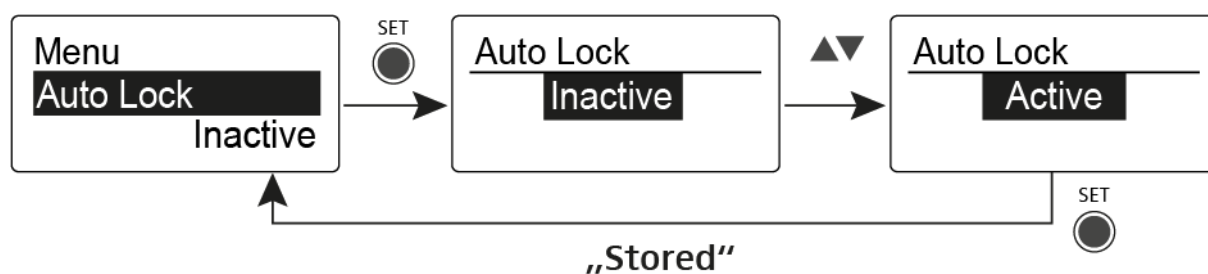 Menu
Auto Lock
Inactive
SET
Auto Lock
Inactive
Auto Lock
Active
SET
„Stored“